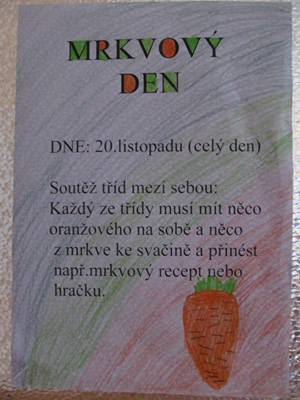 MRKVOVÝ
DEN
DNE: 20.listopadu (celý den)
Soutěž tříd mezi sebou:
Každý ze třídy musí mít něco
oranžového na sobě a něco
z mrkve ke svačině a přinést
např.mrkvový recept nebo
hračku.